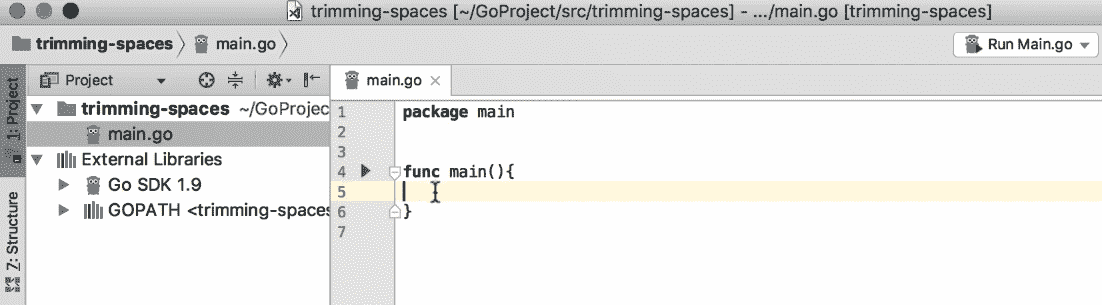 trimming-spaces [~/GoProject/src/trimming-spaces] - .../main.go [trimming-spaces]
trimming-spaces main.go Run Main.go
1: Project
Project
trimming-spaces ~/GoProjec
main.go
External Libraries
Go SDK 1.9
GOPATH <trimming-spaces
Z: Structure
main.go
1 package main
2
3
4 func main(){
5
6 }
7